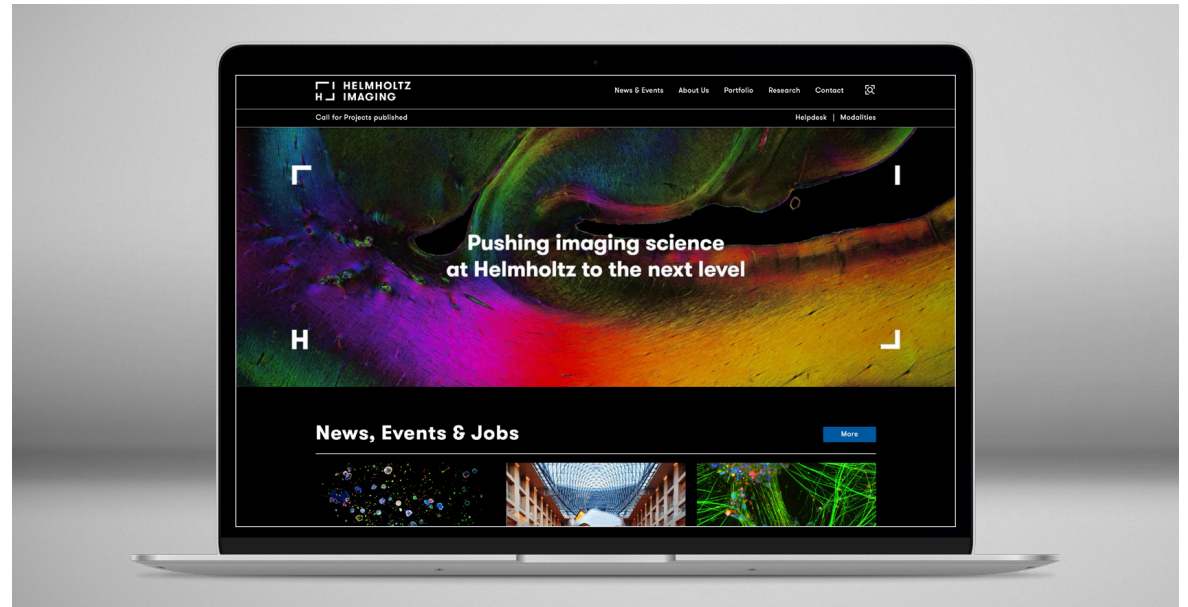 HELMHOLTZ
IMAGING
H
News & Events About Us Portfolio Research Contact
Call for Projects published
Helpdesk | Modalities
Pushing imaging science
at Helmholtz to the next level
H
News, Events & Jobs
More